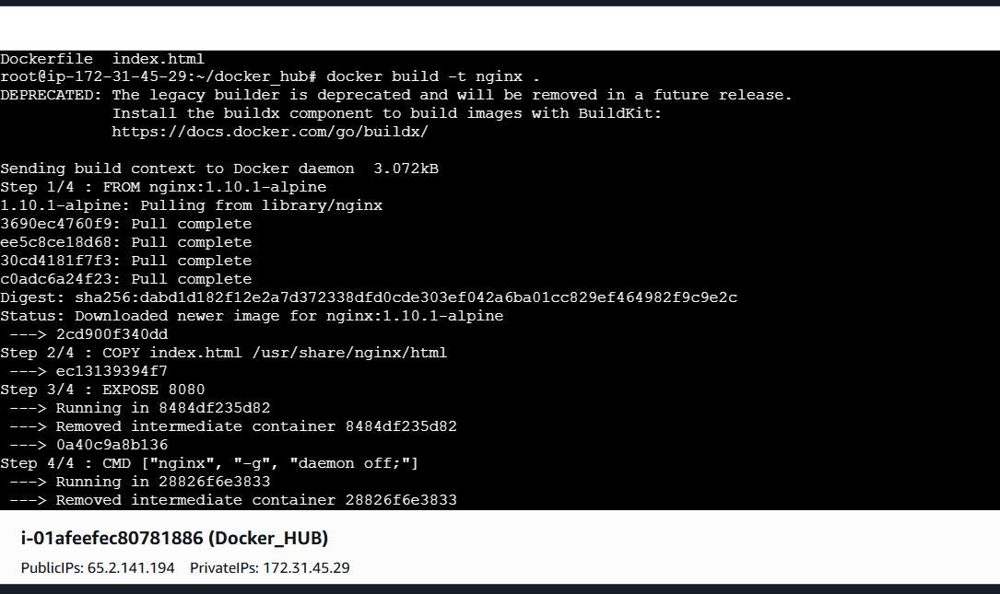 Dockerfile  index.html
root@ip-172-31-45-29:~/docker_hub# docker build -t nginx .
DEPRECATED: The legacy builder is deprecated and will be removed in a future release.
            Install the buildx component to build images with BuildKit:
            https://docs.docker.com/go/buildx/
Sending build context to Docker daemon  3.072kB
Step 1/4 : FROM nginx:1.10.1-alpine
1.10.1-alpine: Pulling from library/nginx
3690ec4760f9: Pull complete
ee5c8ce18d68: Pull complete
30cd4181f7f3: Pull complete
c0adc6a24f23: Pull complete
Digest: sha256:dabd1d182f12e2a7d372338dfd0cde303ef042a6ba01cc829ef464982f9c9e2c
Status: Downloaded newer image for nginx:1.10.1-alpine
 ---> 2cd900f340dd
Step 2/4 : COPY index.html /usr/share/nginx/html
 ---> ec13139394f7
Step 3/4 : EXPOSE 8080
 ---> Running in 8484df235d82
 ---> Removed intermediate container 8484df235d82
 ---> 0a40c9a8b136
Step 4/4 : CMD ["nginx", "-g", "daemon off;"]
 ---> Running in 28826f6e3833
 ---> Removed intermediate container 28826f6e3833
i-01afeefec80781886 (Docker_HUB)
PublicIPs: 65.2.141.194    PrivateIPs: 172.31.45.29